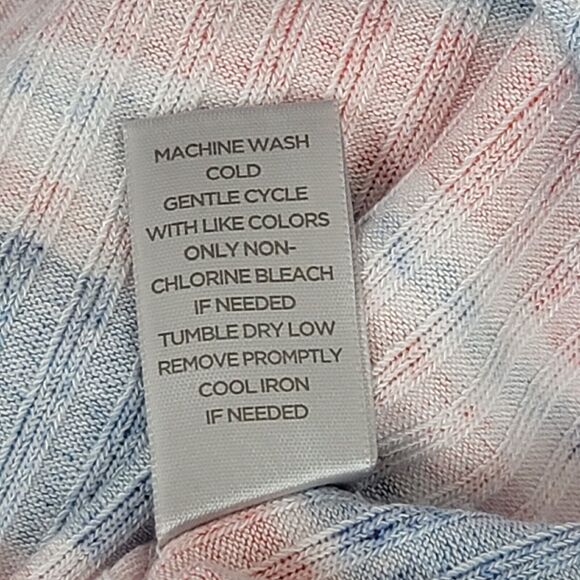 MACHINE WASH
COLD
GENTLE CYCLE
WITH LIKE COLORS
ONLY NON-
CHLORINE BLEACH
IF NEEDED
TUMBLE DRY LOW
REMOVE PROMPTLY
COOL IRON
IF NEEDED